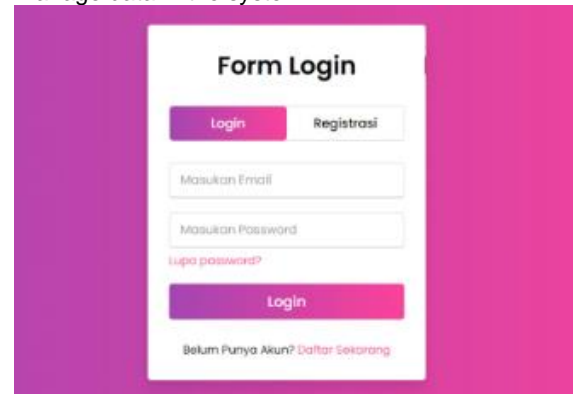 Form Login
Login Registrasi
Masukan Email
Masukan Password
Lupa password?
Login
Belum Punya Akun? Daftar Sekarang